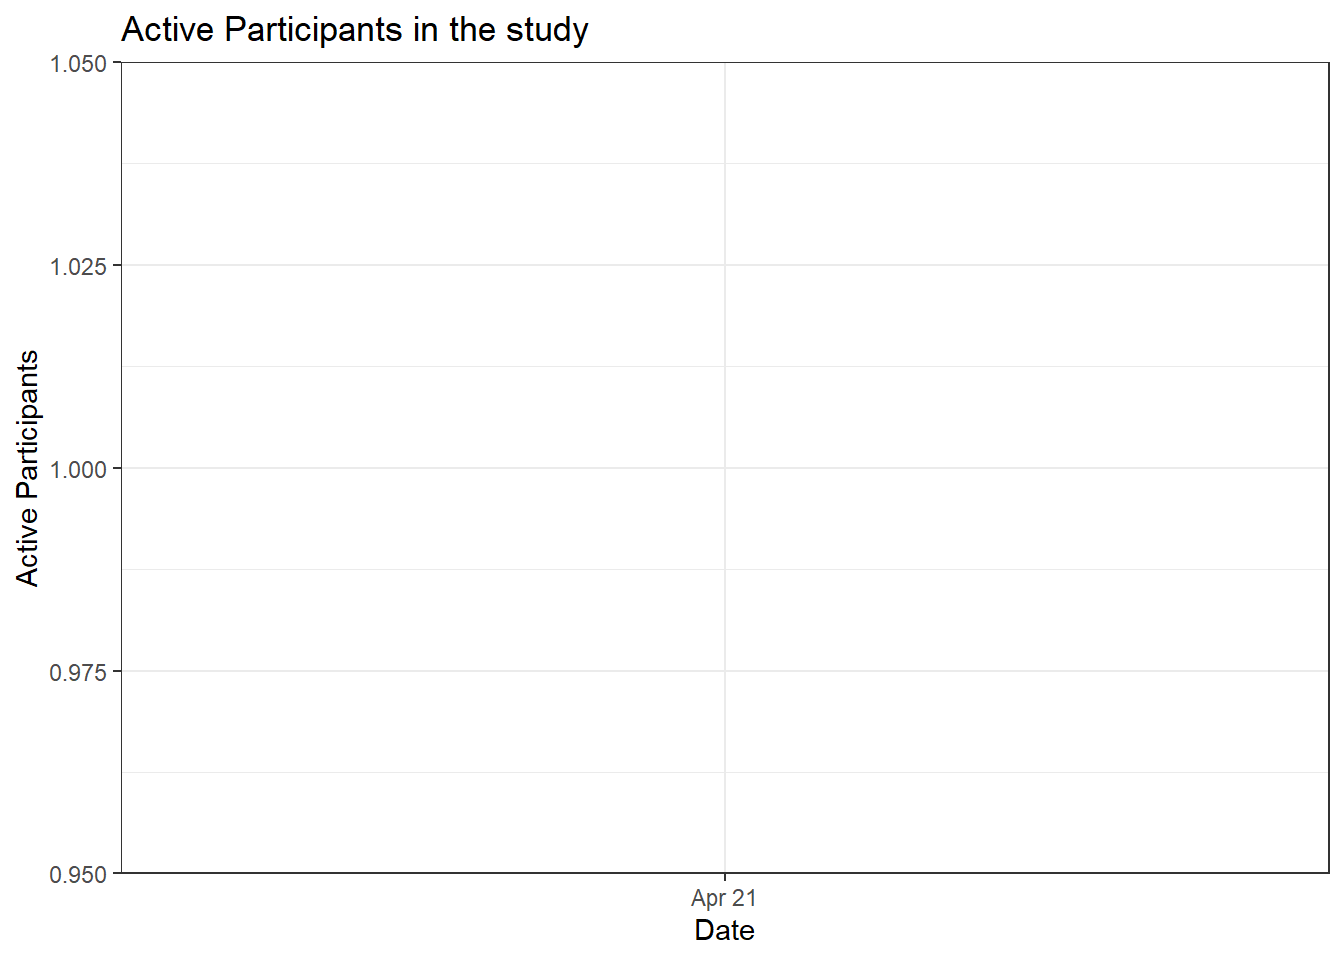 Active Participants in the study
Active Participants
1.050
1.025
1.000
0.975
0.950
Apr 21
Date